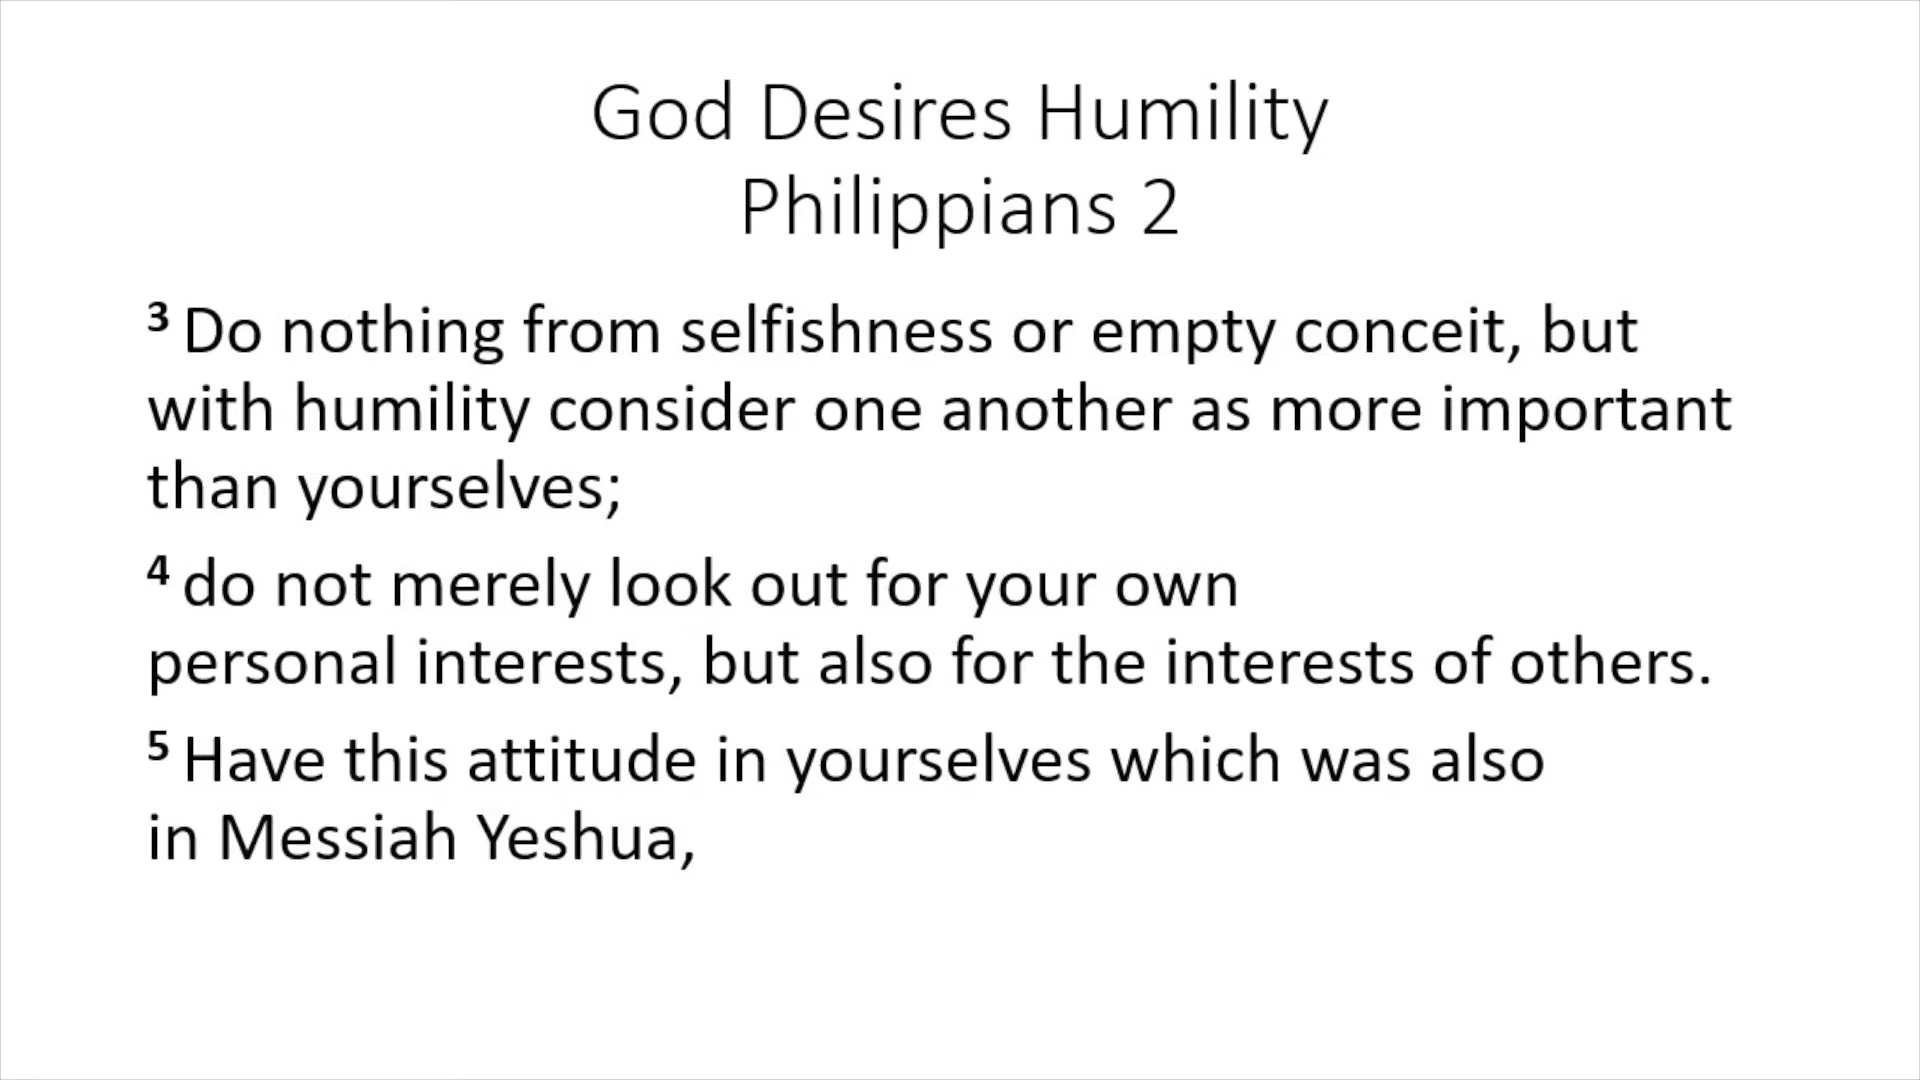 God Desires Humility
Philippians 2
3 Do nothing from selfishness or empty conceit, but
with humility consider one another as more important
than yourselves;
4 do not merely look out for your own
personal interests, but also for the interests of others.
5 Have this attitude in yourselves which was also
in Messiah Yeshua,